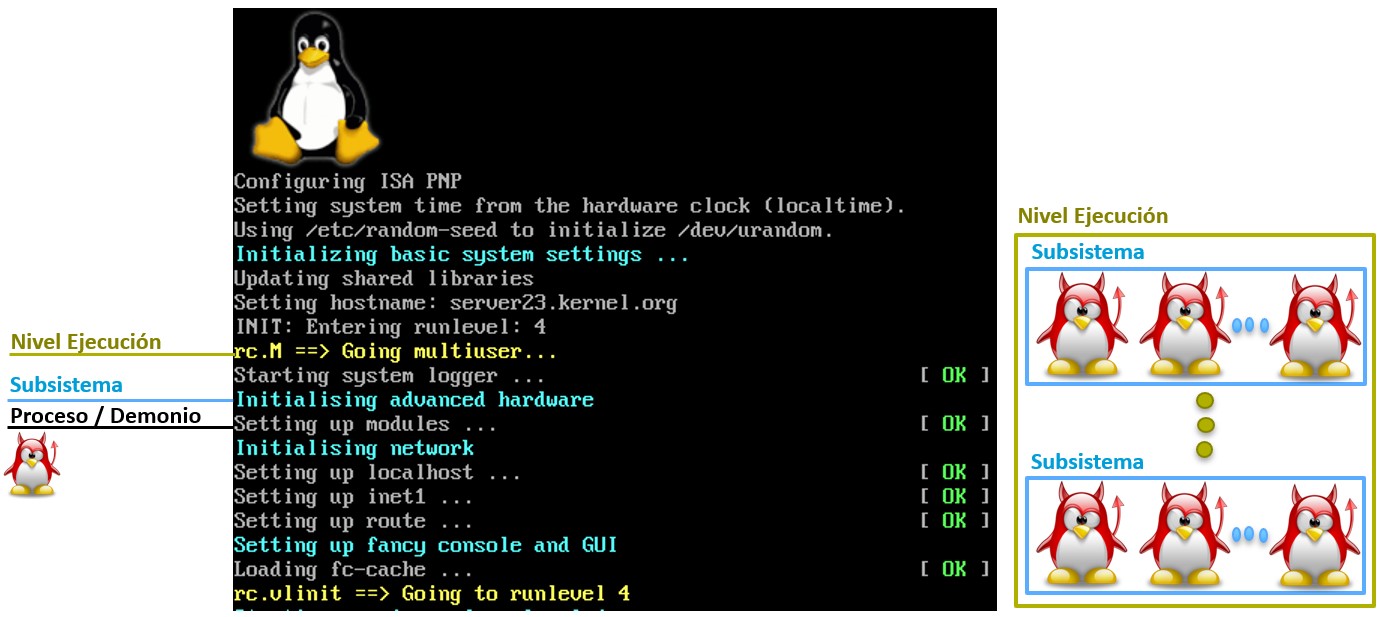 Configuring ISA PNP
Setting system time from the hardware clock (localtime).
Using /etc/random-seed to initialize /dev/urandom.
Initializing basic system settings ...
Updating shared libraries
Setting hostname: server23.kernel.org
INIT: Entering runlevel: 4
rc.M ==> Going multiuser...
Starting system logger ... [ OK ]
Initialising advanced hardware
Setting up modules ... [ OK ]
Initialising network
Setting up localhost ... [ OK ]
Setting up inet1 ... [ OK ]
Setting up route ... [ OK ]
Setting up fancy console and GUI
Loading fc-cache ... [ OK ]
rc.vlinit ==> Going to runlevel 4
Nivel Ejecución
Subsistema
Proceso / Demonio
Nivel Ejecución
Subsistema
Subsistema